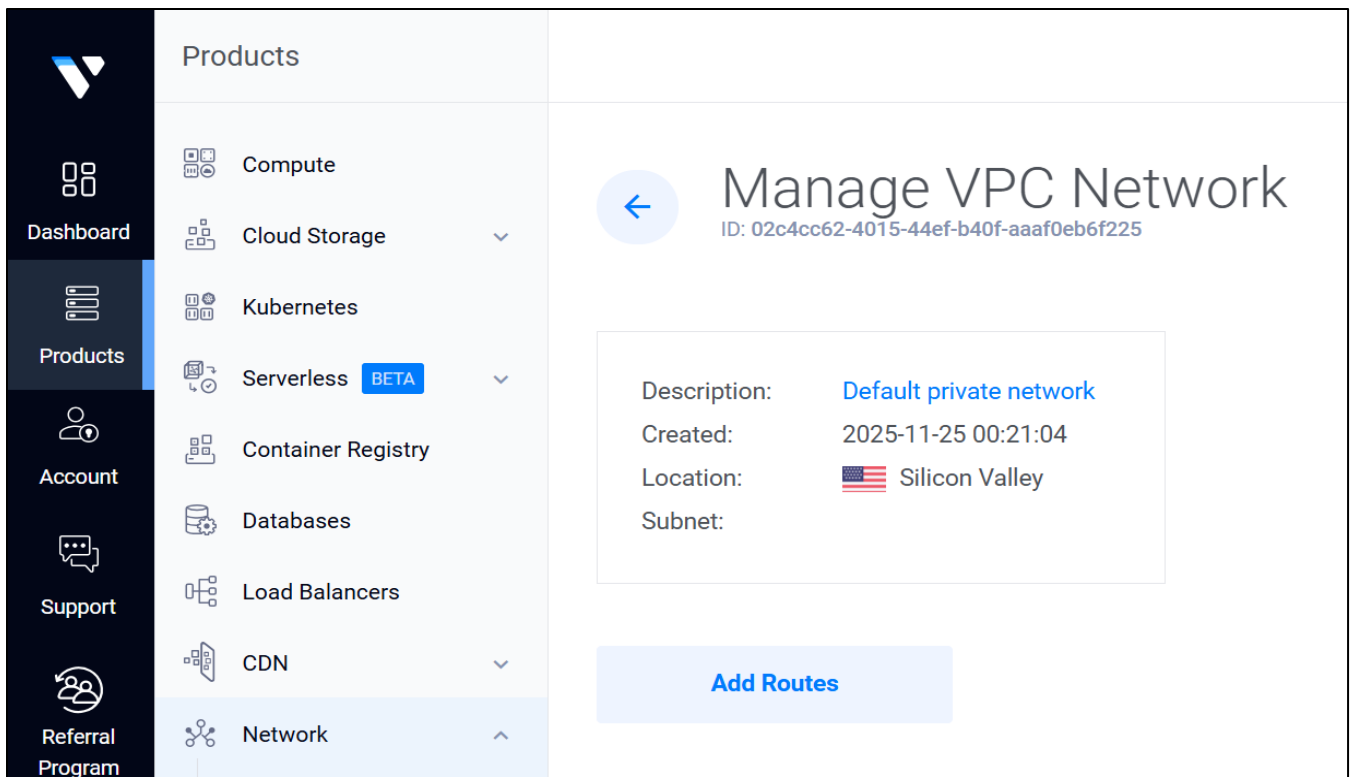 Products
Dashboard
Products
Account
Support
Referral
Program
Compute
Cloud Storage
Kubernetes
Serverless BETA
Container Registry
Databases
Load Balancers
CDN
Network
Manage VPC Network
ID: 02c4cc62-4015-44ef-b40f-aaaf0eb6f225
Description: Default private network
Created: 2025-11-25 00:21:04
Location: Silicon Valley
Subnet:
Add Routes